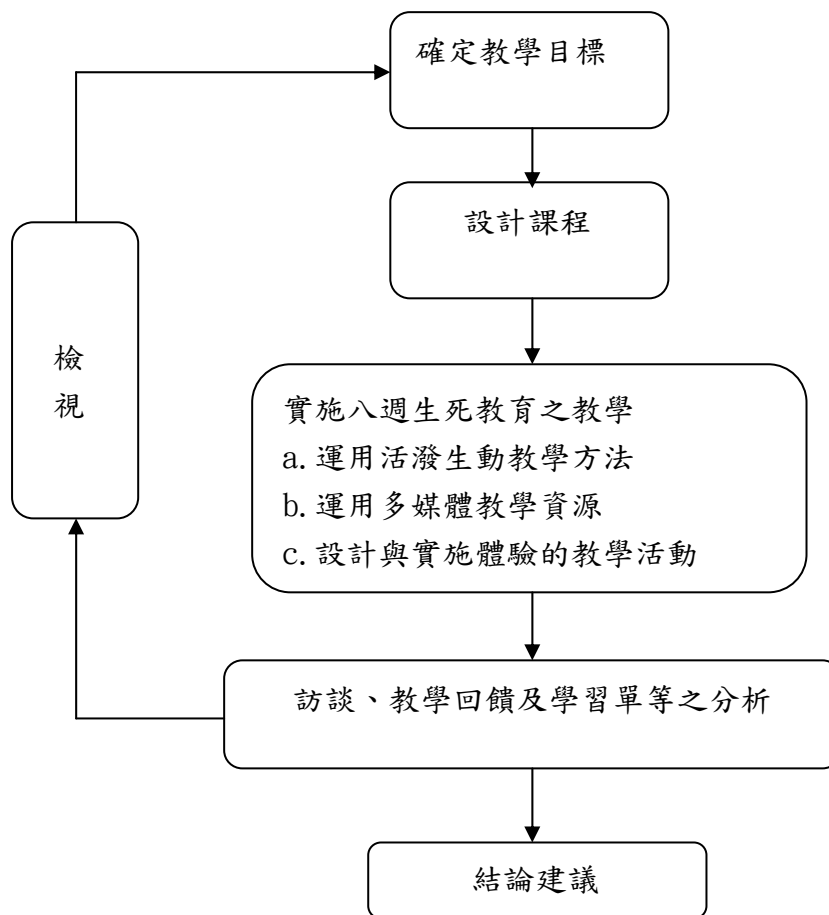 確定教學目標
設計課程
檢
視
實施八週生死教育之教學
a.運用活潑生動教學方法
b.運用多媒體教學資源
c.設計與實施體驗的教學活動
訪談、教學回饋及學習單等之分析
結論建議